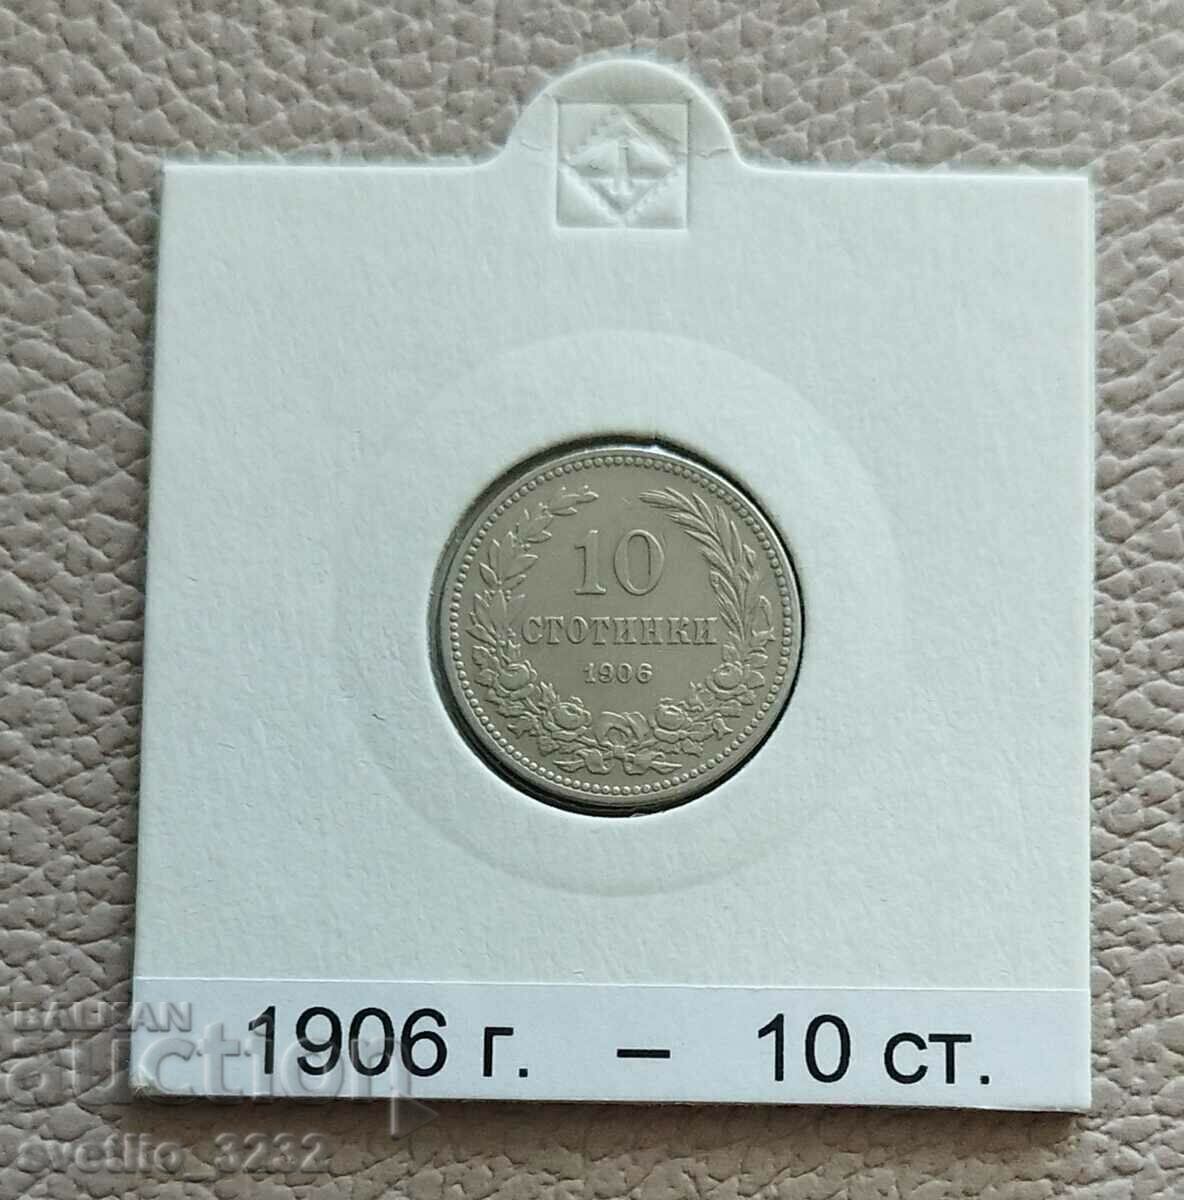 10
СТОТИНКИ
1906
1906 г. – 10 ст.
BALKAN
auction
svetlio_3232